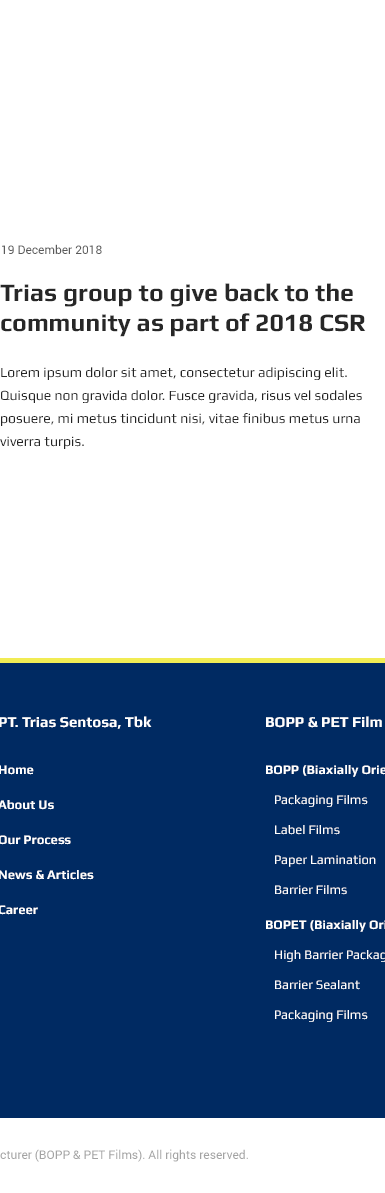 19 December 2018
Trias group to give back to the
community as part of 2018 CSR
Lorem ipsum dolor sit amet, consectetur adipiscing elit.
Quisque non gravida dolor. Fusce gravida, risus vel sodales
posuere, mi metus tincidunt nisi, vitae finibus metus urna
viverra turpis.
PT. Trias Sentosa, Tbk
Home
About Us
Our Process
News & Articles
Career
BOPP & PET Film
BOPP (Biaxially Orie
Packaging Films
Label Films
Paper Lamination
Barrier Films
BOPET (Biaxially Ori
High Barrier Packag
Barrier Sealant
Packaging Films
cturer (BOPP & PET Films). All rights reserved.